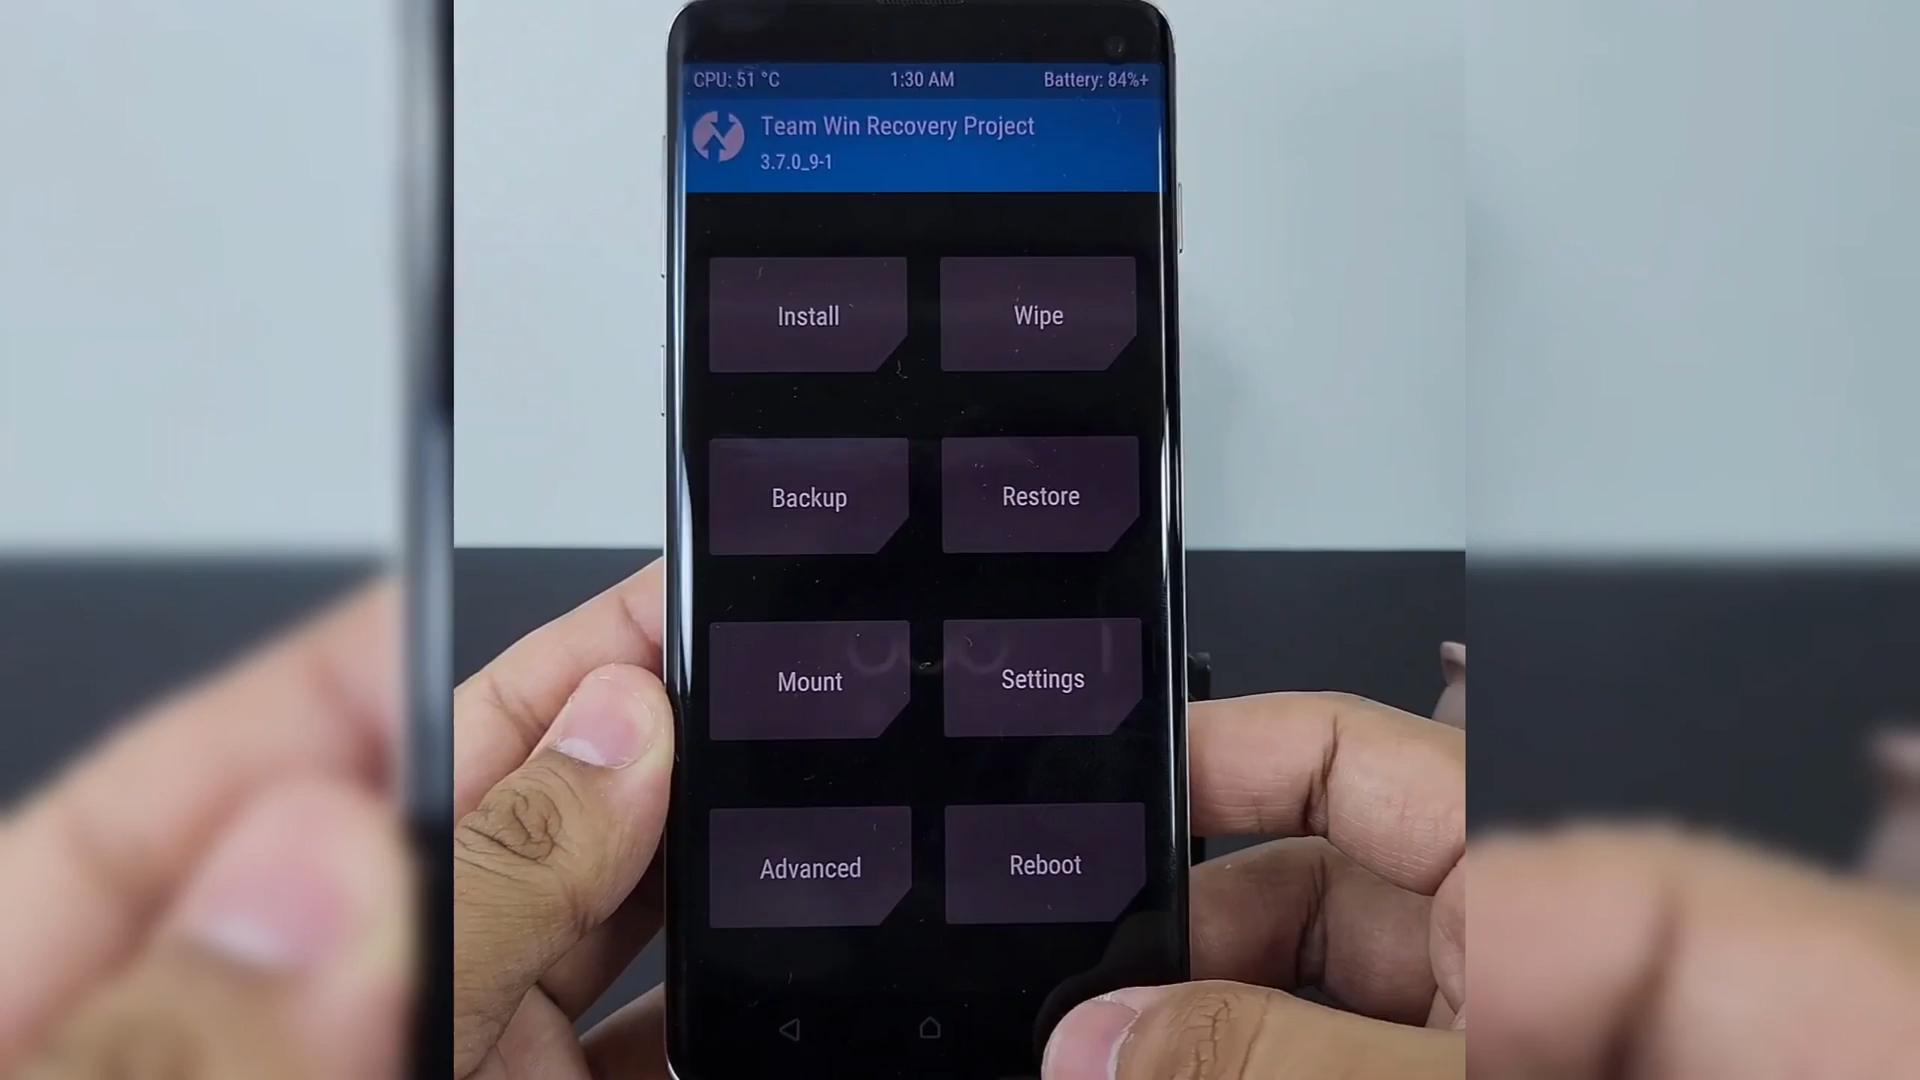 CPU: 51 °C 1:30 AM Battery: 84%+
Team Win Recovery Project
3.7.0_9-1
Install Wipe
Backup Restore
Mount Settings
Advanced Reboot